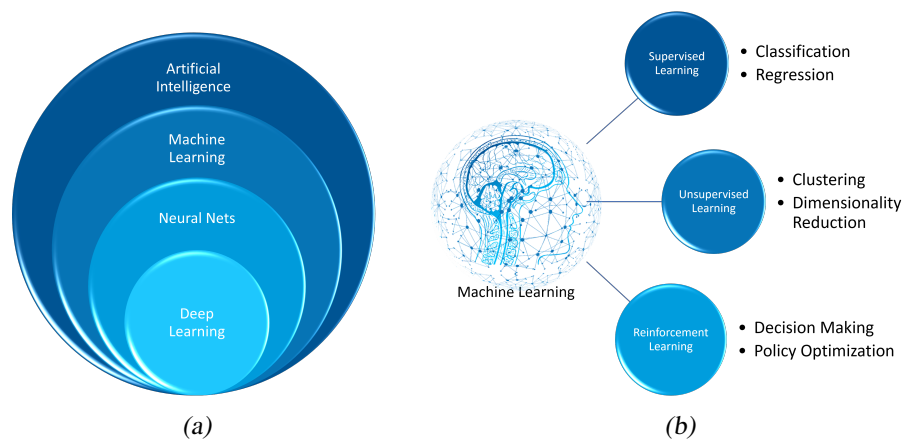 Artificial
Intelligence
Machine
Learning
Neural Nets
Deep
Learning
(a)
Machine Learning
Supervised
Learning
• Classification
• Regression
Unsupervised
Learning
• Clustering
• Dimensionality
Reduction
Reinforcement
Learning
• Decision Making
• Policy Optimization
(b)